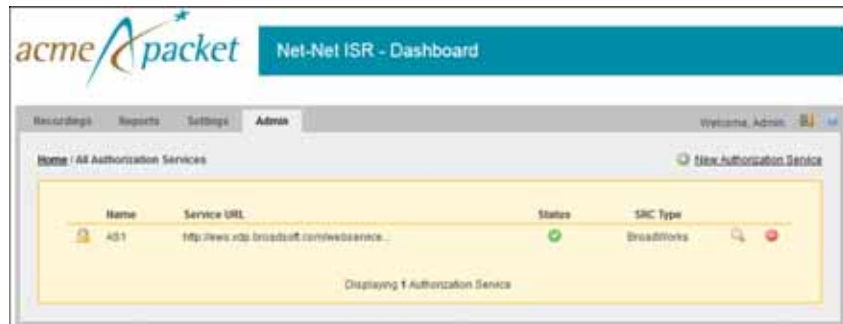 acme packet
Net-Net ISR - Dashboard
Recordings Reports Settings Admin Welcome, Admin
Home / All Authorization Services New Authorization Service
Name Service URL Status SRC Type
AS1 http://ews.xdp.broadsoft.com/webservice... BroadWorks
Displaying 1 Authorization Service